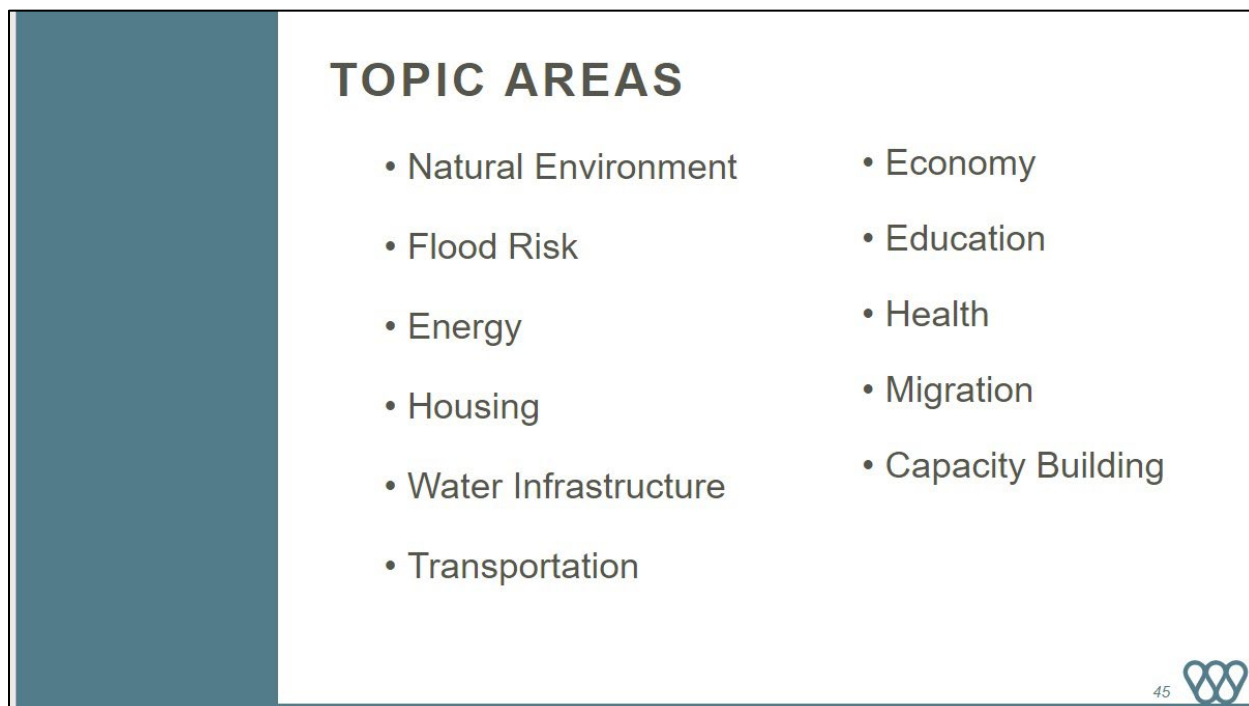 TOPIC AREAS
• Natural Environment
• Flood Risk
• Energy
• Housing
• Water Infrastructure
• Transportation
• Economy
• Education
• Health
• Migration
• Capacity Building
45